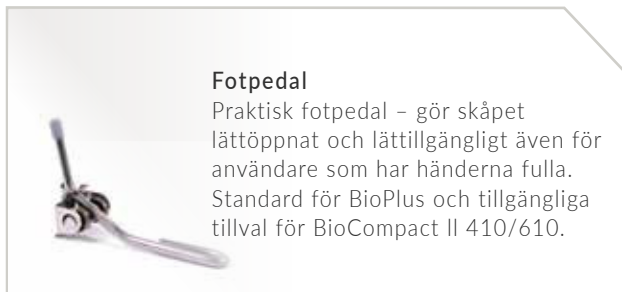 Fotpedal
Praktisk fotpedal – gör skåpet
lättöppnat och lättillgängligt även för
användare som har händerna fulla.
Standard för BioPlus och tillgängliga
tillval för BioCompact ll 410/610.